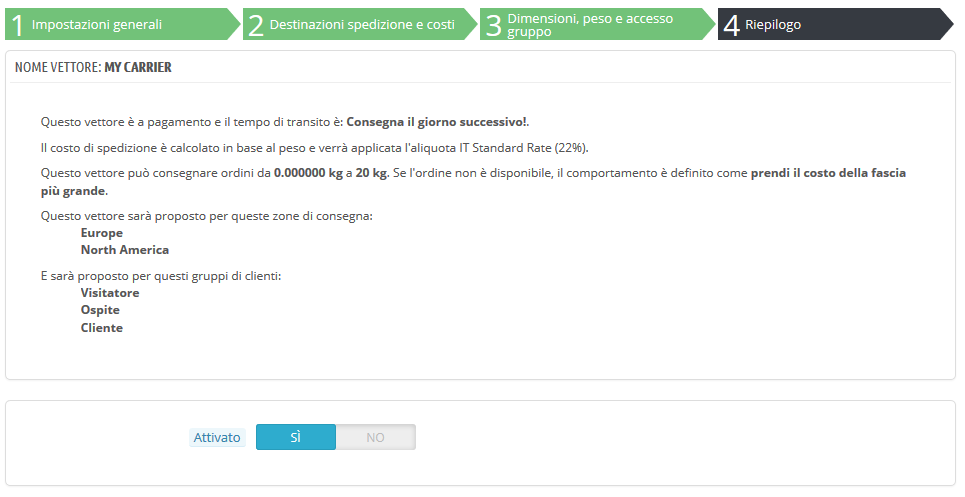 1 Impostazioni generali
2 Destinazioni spedizione e costi
3 Dimensioni, peso e accesso
gruppo
4 Riepilogo
NOME VETTORE: MY CARRIER
Questo vettore è a pagamento e il tempo di transito è: Consegna il giorno successivo!.
Il costo di spedizione è calcolato in base al peso e verrà applicata l'aliquota IT Standard Rate (22%).
Questo vettore può consegnare ordini da 0.000000 kg a 20 kg. Se l'ordine non è disponibile, il comportamento è definito come prendi il costo della fascia
più grande.
Questo vettore sarà proposto per queste zone di consegna:
Europe
North America
E sarà proposto per questi gruppi di clienti:
Visitatore
Ospite
Cliente
Attivato SÌ NO